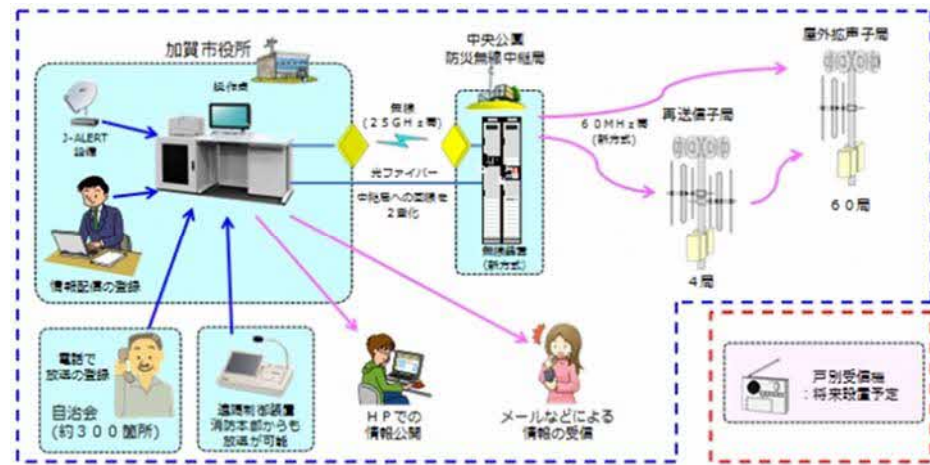 加賀市役所
操作卓
J-ALERT
設備
情報配信の登録
電話で
放送の登録
自治会
(約300箇所)
遠隔制御装置
消防本部からも
放送が可能
無線
(25GHz局)
光ファイバー
中継局への回線を
2重化
中央公園
防災無線中継局
無線装置
(新方式)
60MHz局
(新方式)
再送信子局
4局
屋外拡声子局
60局
HPでの
情報公開
メールなどによる
情報の受信
戸別受信機
:将来設置予定